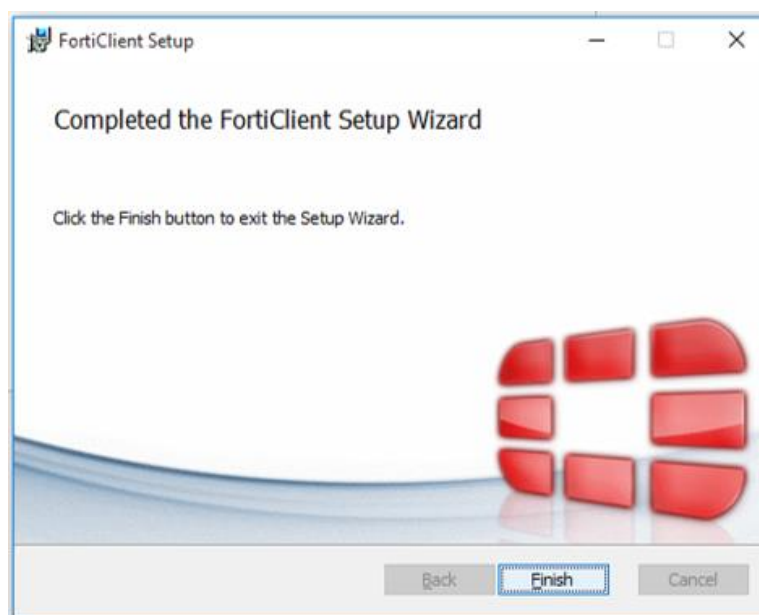 FortiClient Setup
Completed the FortiClient Setup Wizard
Click the Finish button to exit the Setup Wizard.
Back
Finish
Cancel